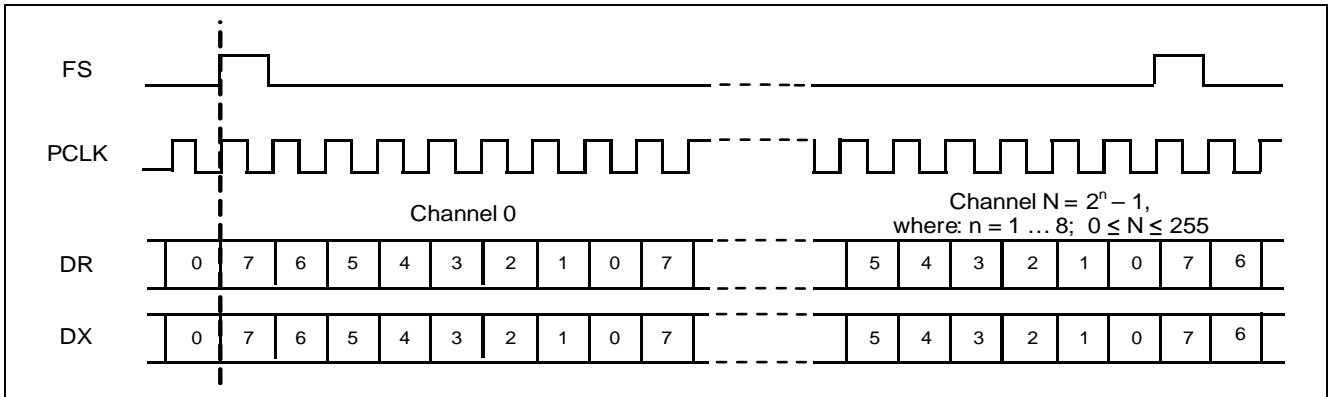 FS
PCLK
Channel 0
Channel N = 2ⁿ – 1,
where: n = 1 … 8; 0 ≤ N ≤ 255
DR 0 7 6 5 4 3 2 1 0 7 5 4 3 2 1 0 7 6
DX 0 7 6 5 4 3 2 1 0 7 5 4 3 2 1 0 7 6